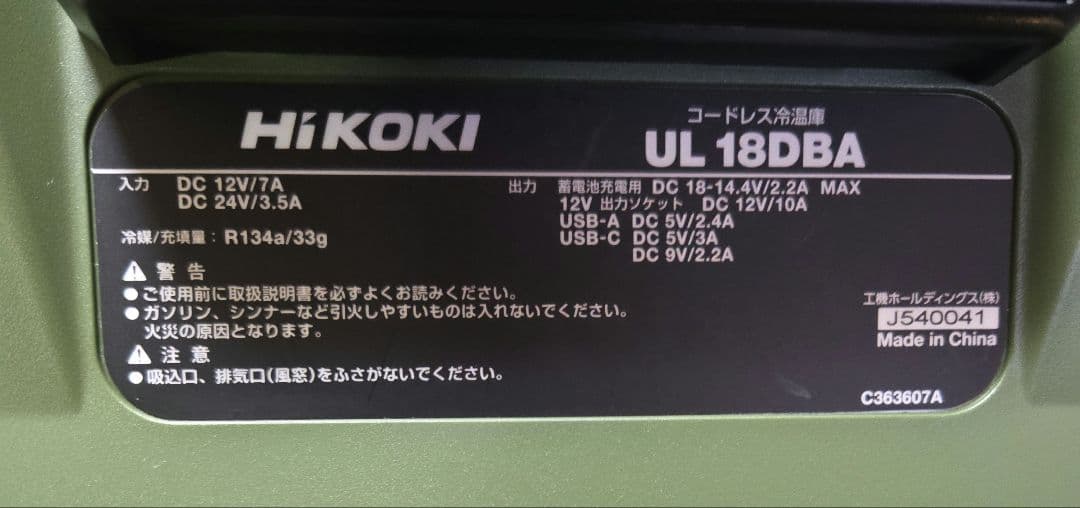 HiKOKI
コードレス冷温庫
UL 18DBA
入力 DC 12V/7A
DC 24V/3.5A
冷媒/充填量: R134a/33g
出力 蓄電池充電用 DC 18-14.4V/2.2A MAX
12V 出力ソケット DC 12V/10A
USB-A DC 5V/2.4A
USB-C DC 5V/3A
DC 9V/2.2A
⚠ 警告
●ご使用前に取扱説明書を必ずよくお読みください。
●ガソリン、シンナーなど引火しやすいものは入れないでください。
火災の原因となります。
⚠ 注意
●吸込口、排気口(風窓)をふさがないでください。
工機ホールディングス(株)
J540041
Made in China
C363607A